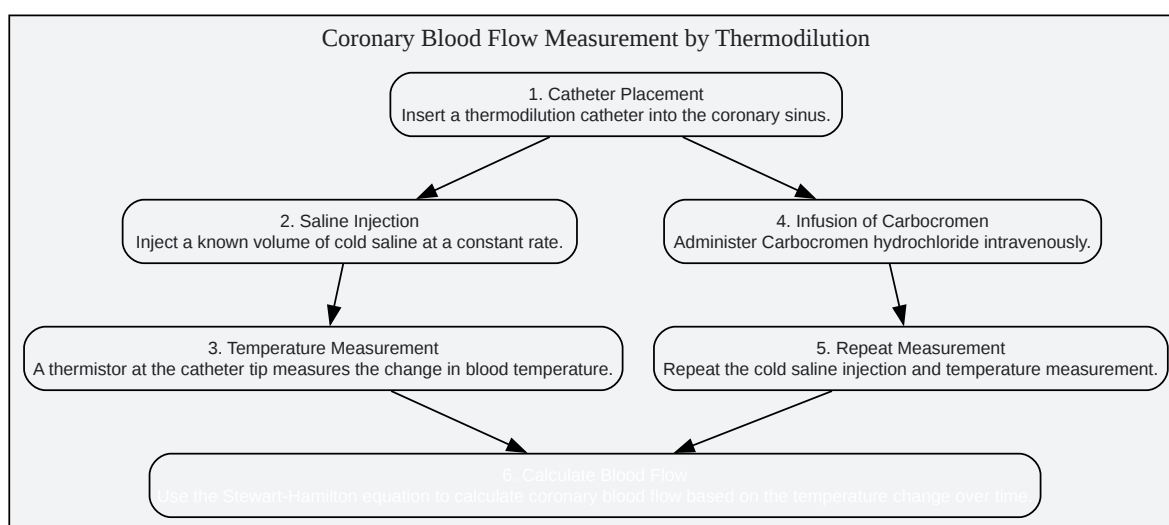 Coronary Blood Flow Measurement by Thermodilution
1. Catheter Placement
Insert a thermodilution catheter into the coronary sinus.
2. Saline Injection
Inject a known volume of cold saline at a constant rate.
4. Infusion of Carbocromen
Administer Carbocromen hydrochloride intravenously.
3. Temperature Measurement
A thermistor at the catheter tip measures the change in blood temperature.
5. Repeat Measurement
Repeat the cold saline injection and temperature measurement.
6. Calculate Blood Flow
Use the Stewart-Hamilton equation to calculate coronary blood flow based on the temperature change over time.